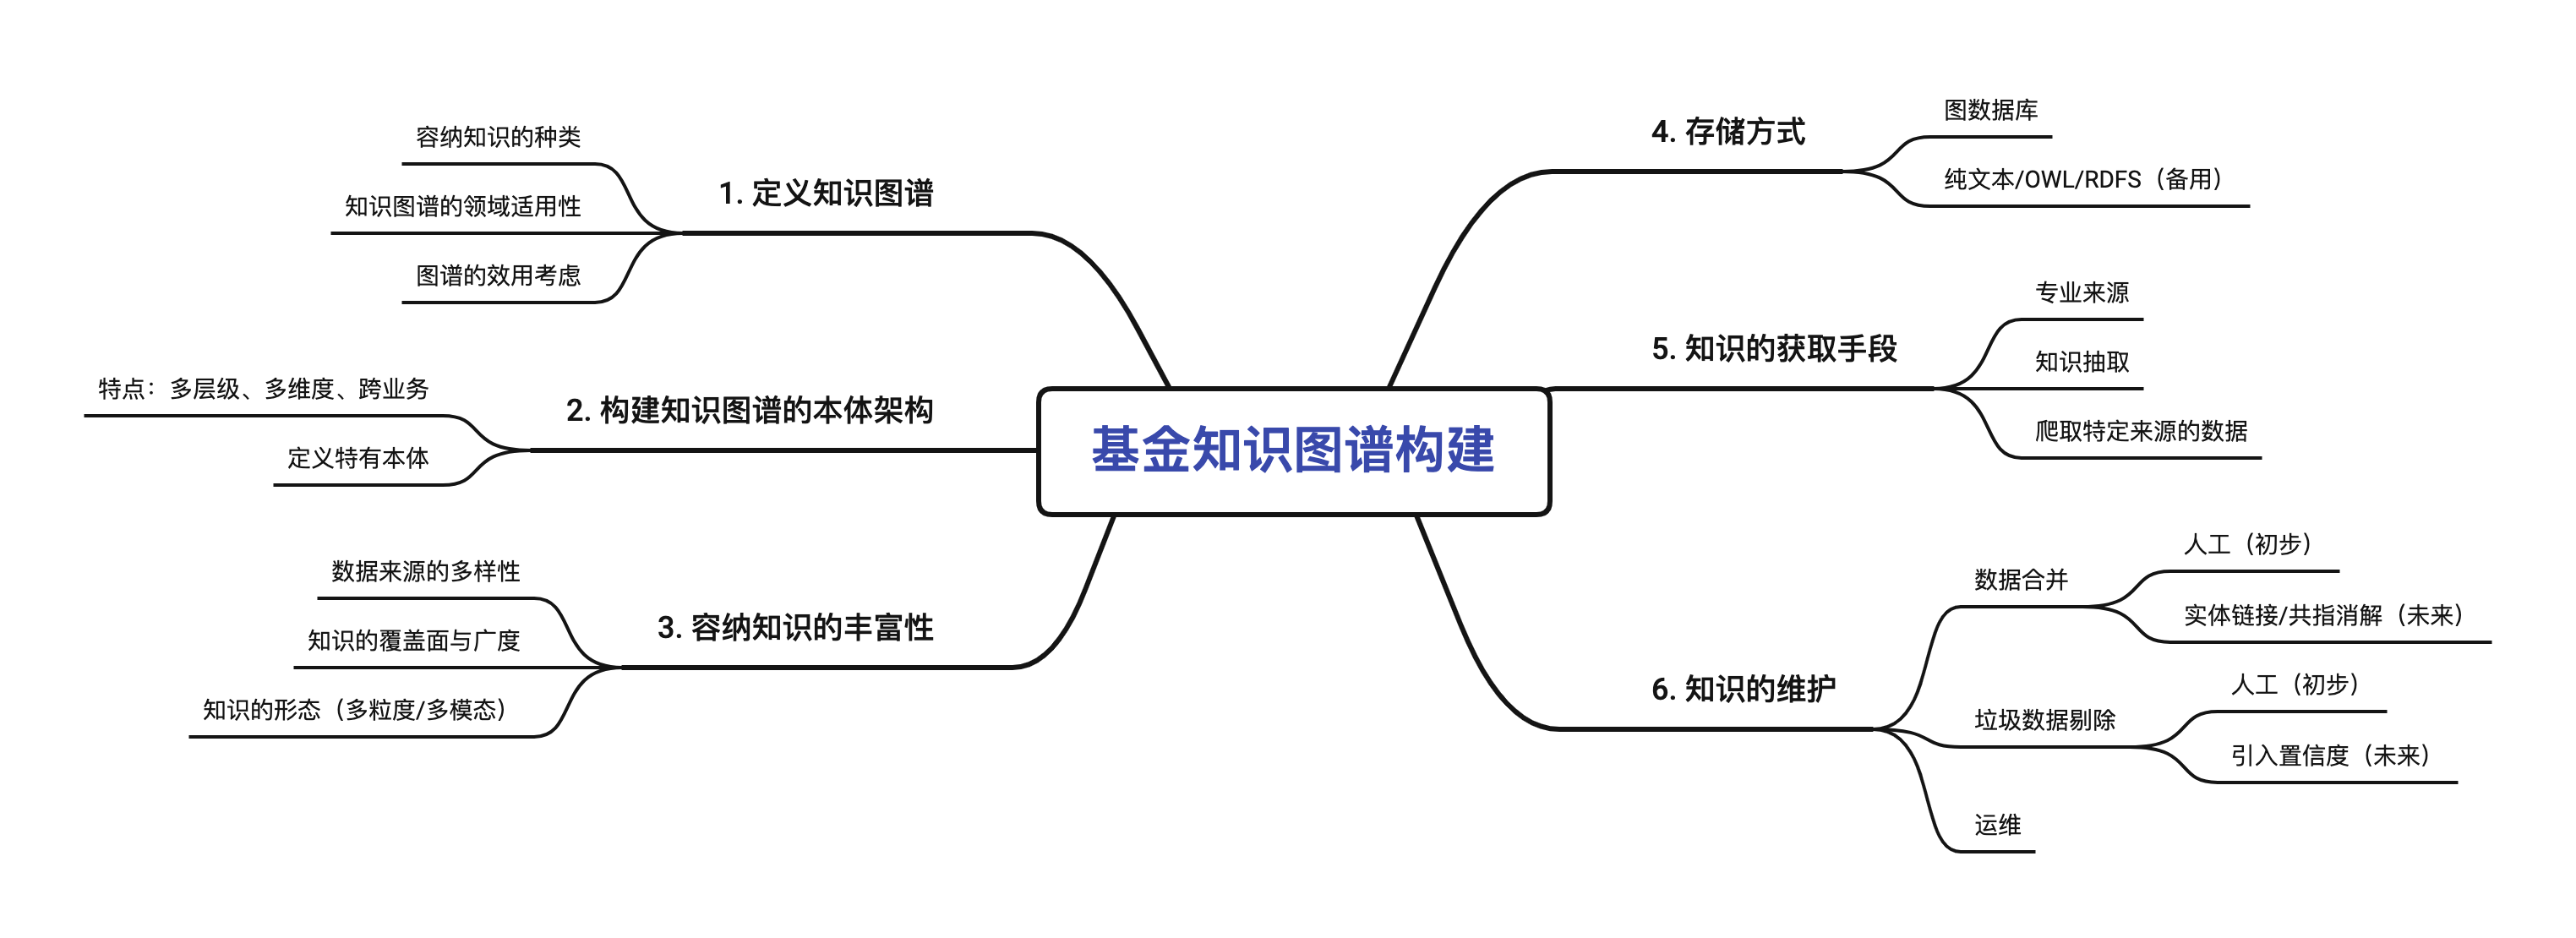 基金知识图谱构建
1. 定义知识图谱
容纳知识的种类
知识图谱的领域适用性
图谱的效用考虑
2. 构建知识图谱的本体架构
特点：多层级、多维度、跨业务
定义特有本体
3. 容纳知识的丰富性
数据来源的多样性
知识的覆盖面与广度
知识的形态（多粒度/多模态）
4. 存储方式
图数据库
纯文本/OWL/RDFS（备用）
5. 知识的获取手段
专业来源
知识抽取
爬取特定来源的数据
6. 知识的维护
数据合并
人工（初步）
实体链接/共指消解（未来）
垃圾数据剔除
人工（初步）
引入置信度（未来）
运维